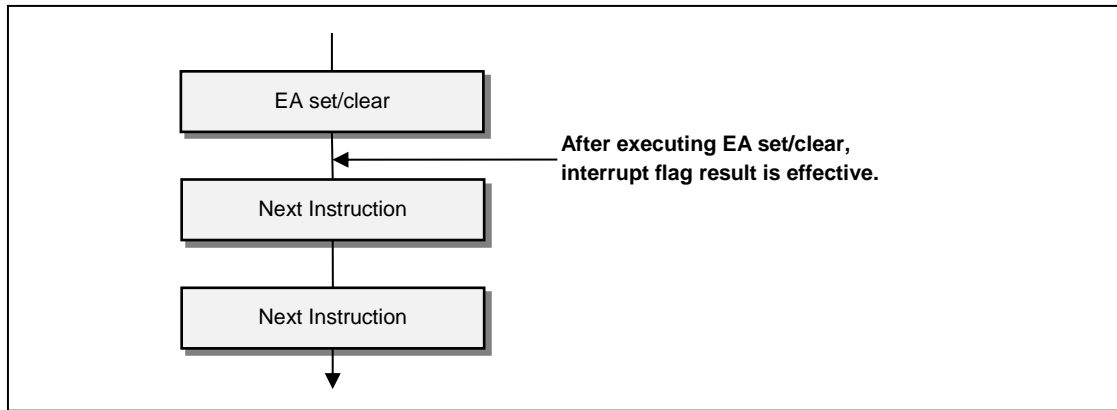 EA set/clear
After executing EA set/clear,
interrupt flag result is effective.
Next Instruction
Next Instruction